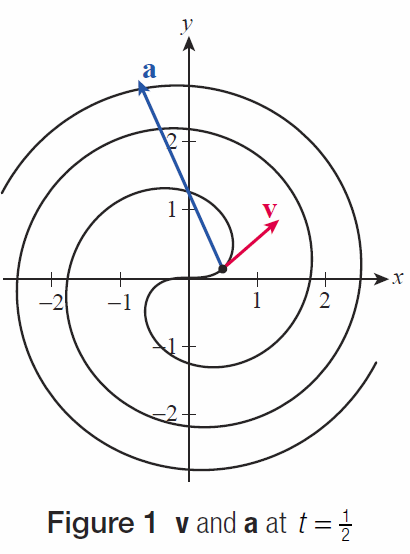 y
a
2
1
v
−2
−1
1
2
x
−1
−2
Figure 1 v and a at t = 1/2